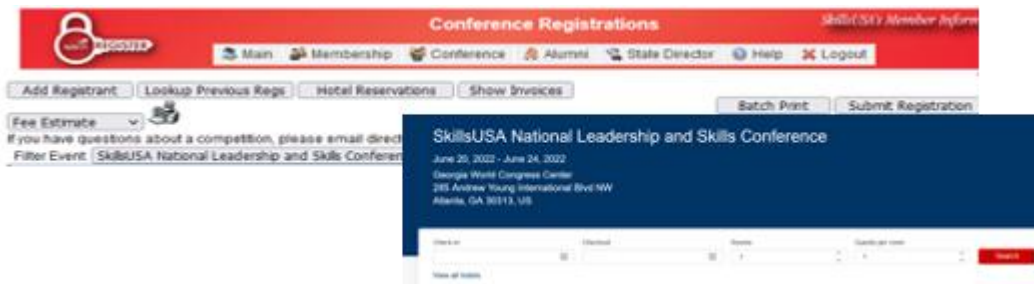 Conference Registrations
SkillsUSA's Member Inform
REGISTER
Main Membership Conference Alumni State Director Help Logout
Add Registrant Lookup Previous Regs Hotel Reservations Show Invoices
Batch Print Submit Registration
Fee Estimate
If you have questions about a competition, please email direct
Filter Event SkillsUSA National Leadership and Skills Conferen
SkillsUSA National Leadership and Skills Conference
June 20, 2022 - June 24, 2022
Georgia World Congress Center
285 Andrew Young International Blvd NW
Atlanta, GA 30313, US
Check-in Checkout Rooms Guests per room
1 1 Search
View all hotels